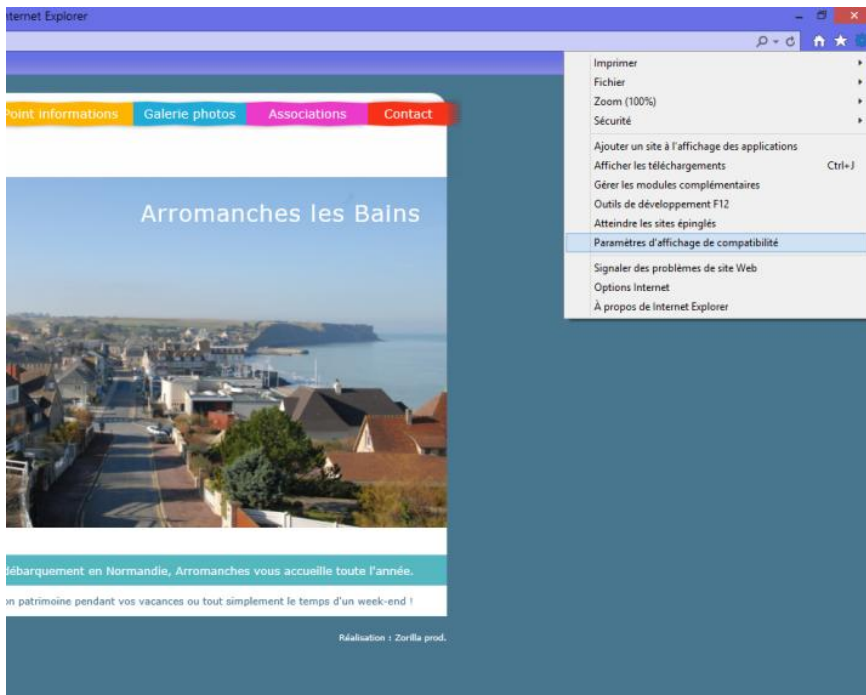 nternet Explorer
Imprimer
Fichier
Zoom (100%)
Sécurité
Ajouter un site à l'affichage des applications
Afficher les téléchargements Ctrl+J
Gérer les modules complémentaires
Outils de développement F12
Atteindre les sites épinglés
Paramètres d'affichage de compatibilité
Signaler des problèmes de site Web
Options Internet
À propos de Internet Explorer
Point informations Galerie photos Associations Contact
Arromanches les Bains
débarquement en Normandie, Arromanches vous accueille toute l'année.
on patrimoine pendant vos vacances ou tout simplement le temps d'un week-end !
Réalisation : Zorilla prod.